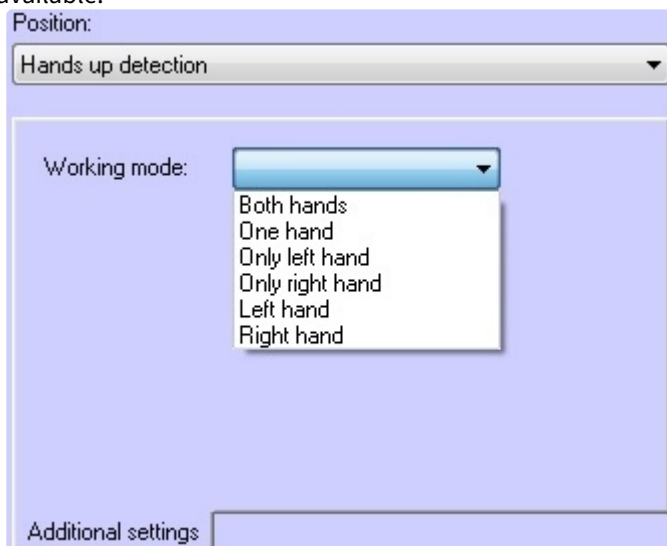 available:
Position:
Hands up detection
Working mode:
Both hands
One hand
Only left hand
Only right hand
Left hand
Right hand
Additional settings